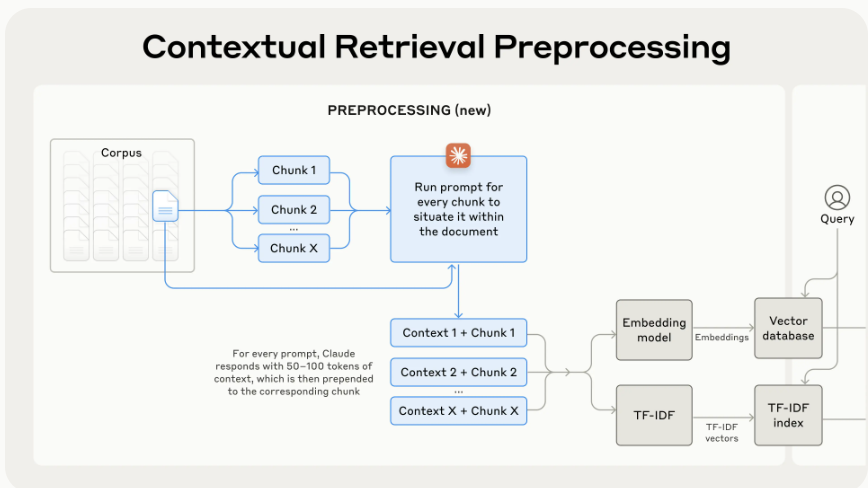 Contextual Retrieval Preprocessing
PREPROCESSING (new)
Corpus
Chunk 1
Chunk 2
...
Chunk X
Run prompt for
every chunk to
situate it within
the document
Query
Context 1 + Chunk 1
Context 2 + Chunk 2
...
Context X + Chunk X
For every prompt, Claude
responds with 50–100 tokens of
context, which is then prepended
to the corresponding chunk
Embedding
model
Embeddings
Vector
database
TF-IDF
TF-IDF
vectors
TF-IDF
index